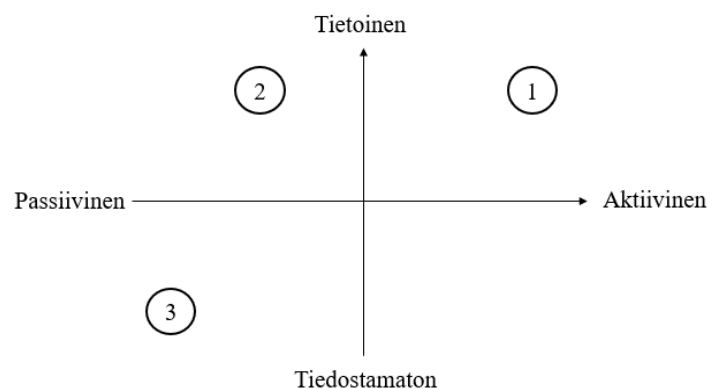 Tietoinen
2
1
Passiivinen
Aktiivinen
3
Tiedostamaton